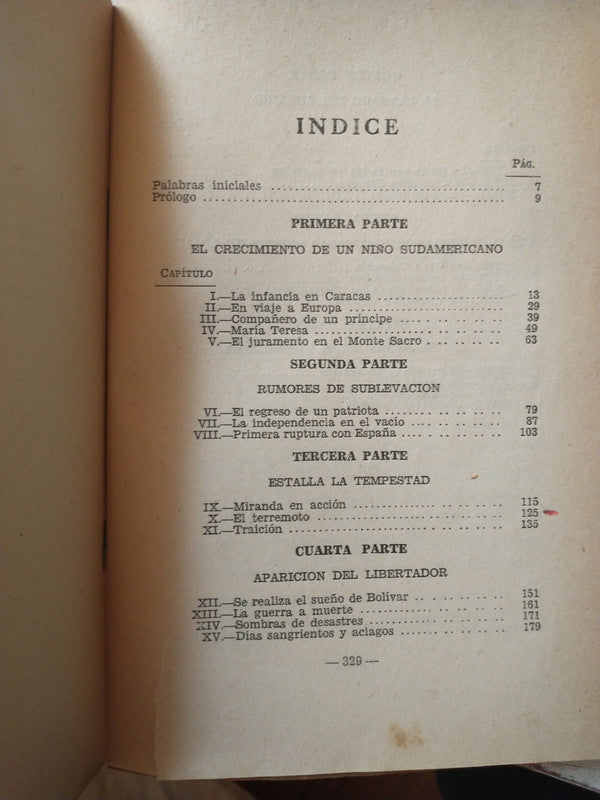 INDICE
Pág.
Palabras iniciales ........................................ 7
Prólogo ........................................ 9
PRIMERA PARTE
EL CRECIMIENTO DE UN NIÑO SUDAMERICANO
CAPÍTULO
I.—La infancia en Caracas .................... 13
II.—En viaje a Europa .................... 29
III.—Compañero de un príncipe .................... 39
IV.—María Teresa .................... 49
V.—El juramento en el Monte Sacro .................... 63
SEGUNDA PARTE
RUMORES DE SUBLEVACION
VI.—El regreso de un patriota .................... 79
VII.—La independencia en el vacío .................... 87
VIII.—Primera ruptura con España .................... 103
TERCERA PARTE
ESTALLA LA TEMPESTAD
IX.—Miranda en acción .................... 115
X.—El terremoto .................... 125
XI.—Traición .................... 135
CUARTA PARTE
APARICION DEL LIBERTADOR
XII.—Se realiza el sueño de Bolívar .................... 151
XIII.—La guerra a muerte .................... 161
XIV.—Sombras de desastres .................... 171
XV.—Días sangrientos y aciagos .................... 179
— 329 —